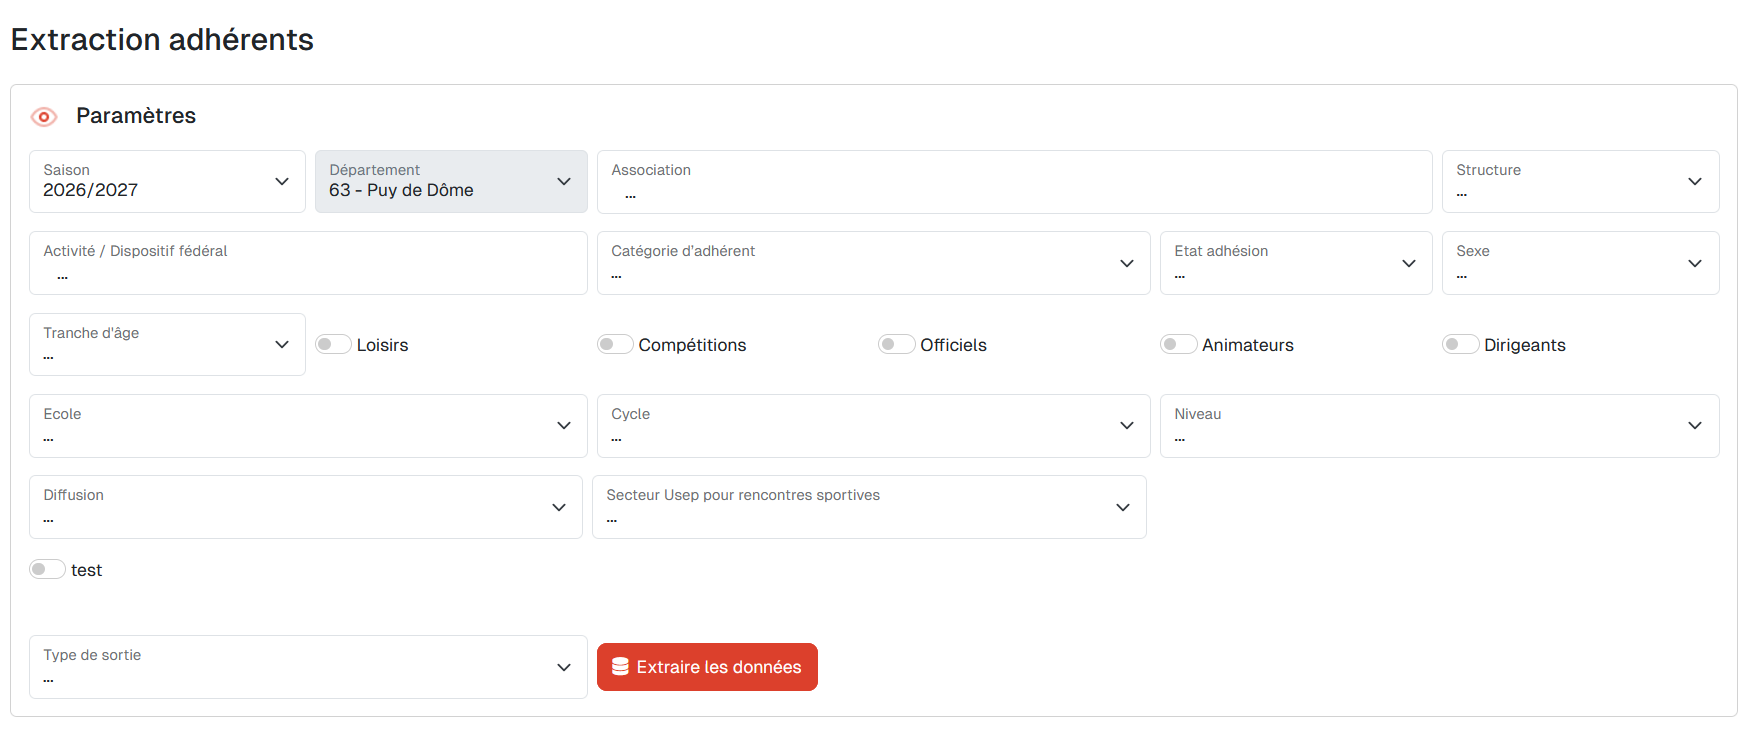 Extraction adhérents
Paramètres
Saison
2026/2027
Département
63 - Puy de Dôme
Association
...
Structure
...
Activité / Dispositif fédéral
...
Catégorie d'adhérent
...
Etat adhésion
...
Sexe
...
Tranche d'âge
...
Loisirs
Compétitions
Officiels
Animateurs
Dirigeants
Ecole
...
Cycle
...
Niveau
...
Diffusion
...
Secteur Usep pour rencontres sportives
...
test
Type de sortie
...
Extraire les données